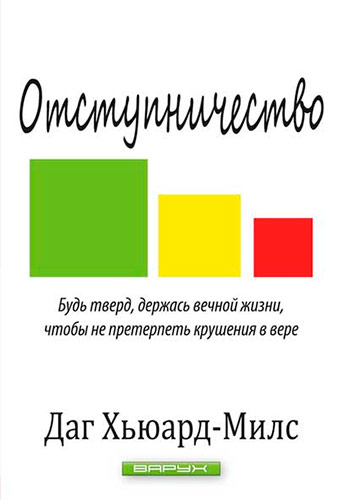 Отступничество
Будь тверд, держась вечной жизни,
чтобы не претерпеть крушения в вере
Даг Хьюард-Милс
ВАРУХ